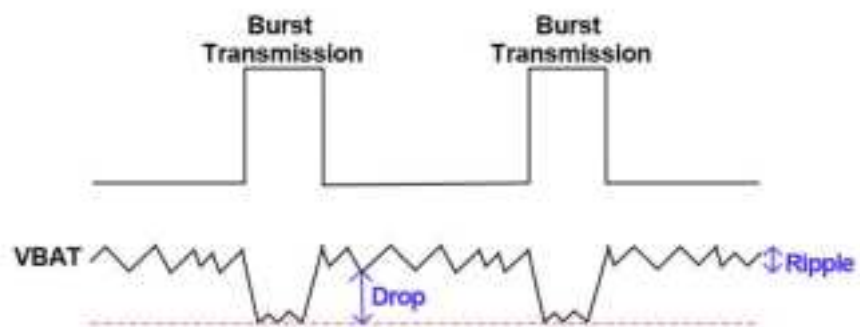 Burst
Transmission
Burst
Transmission
VBAT
Ripple
Drop